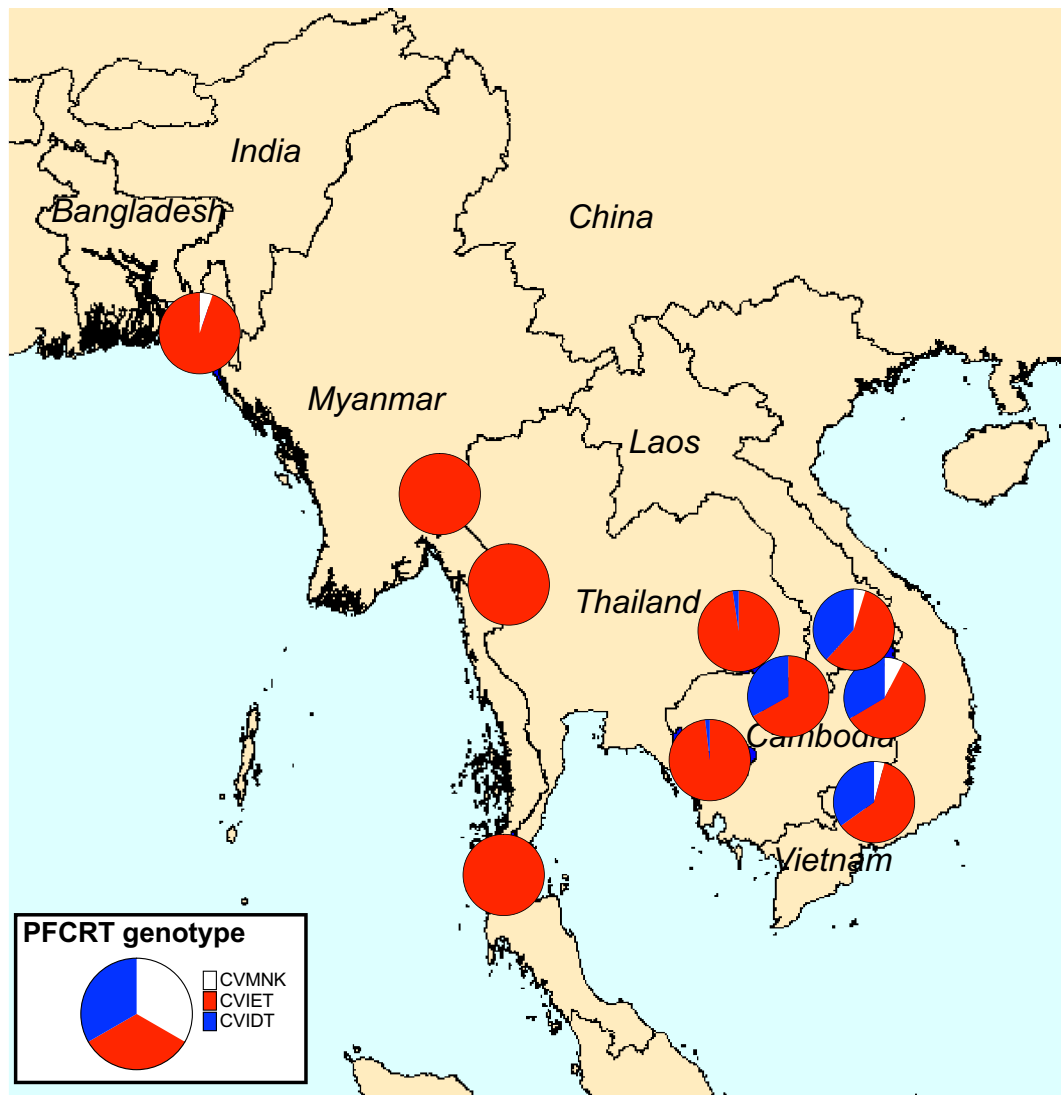 India
Bangladesh
China
Myanmar
Laos
Thailand
Cambodia
Vietnam
PFCRT genotype
CVMNK
CVIET
CVIDT